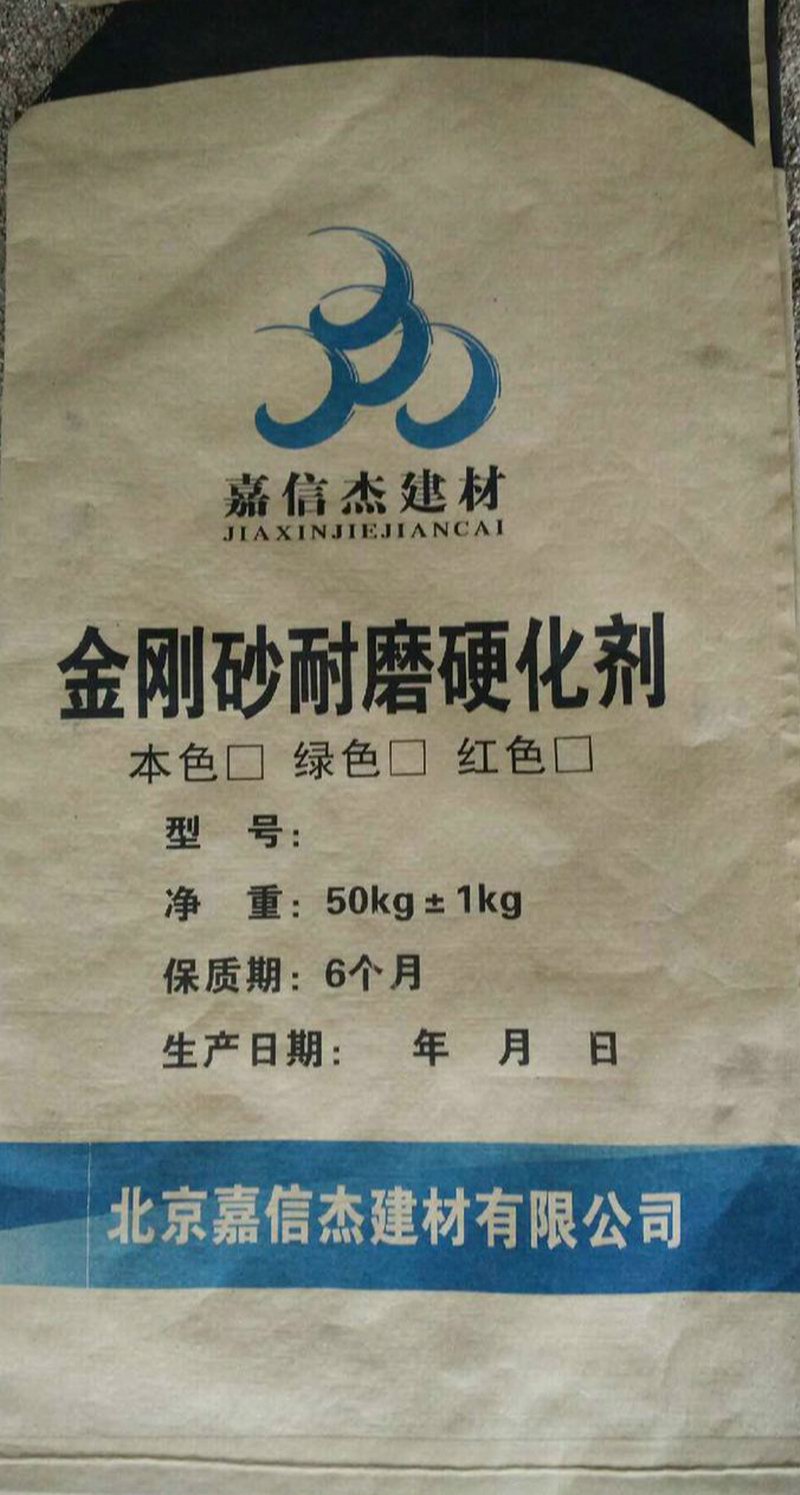 嘉信杰建材
JIAXINJIEJIANCAI
金刚砂耐磨硬化剂
本色□ 绿色□ 红色□
型 号：
净 重：50kg±1kg
保质期：6个月
生产日期： 年 月 日
北京嘉信杰建材有限公司